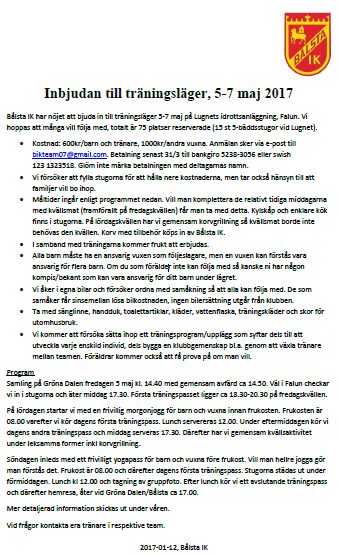 BÅLSTA
IK
Inbjudan till träningsläger, 5-7 maj 2017
Bålsta IK har nöjet att bjuda in till träningsläger 5-7 maj på Lugnets idrottsanläggning, Falun. Vi
hoppas att många vill följa med, totalt är 75 platser reserverade (15 st 5-bäddsstugor vid Lugnet).
• Kostnad: 600kr/barn och tränare, 1000kr/andra vuxna. Anmälan sker via e-post till
bikteam07@gmail.com. Betalning senast 31/3 till bankgiro 5238-3056 eller swish
123 1323518. Glöm inte märka betalningen med deltagarnas namn.
• Vi försöker att fylla stugorna för att hålla nere kostnaderna, men tar också hänsyn till att
familjer vill bo ihop.
• Måltider ingår enligt programmet nedan. Vill man komplettera de relativt tidiga middagarna
med kvällsmat (framförallt på fredagskvällen) får man ta med detta. Kylskåp och enklare kök
finns i stugorna. På lördagskvällen har vi gemensam korvgrillning så kvällsmat borde inte
behövas den kvällen. Korv med tillbehör köps in av Bålsta IK.
• I samband med träningarna kommer frukt att erbjudas.
• Alla barn måste ha en ansvarig vuxen som följeslagare, men en vuxen kan förstås vara
ansvarig för flera barn. Om du som förälder inte kan följa med så kanske ni har någon
kompis/bekant som kan vara ansvarig för ditt barn under lägret.
• Vi åker i egna bilar och försöker ordna med samåkning så att alla kan följa med. De som
samåker får sinsemellan lösa bilkostnaden, ingen bilersättning utgår från klubben.
• Ta med sänglinne, handduk, toalettartiklar, kläder, vattenflaska, träningskläder och skor för
utomhusbruk.
• Vi kommer att försöka sätta ihop ett träningsprogram/upplägg som syftar dels till att
utveckla varje enskild individ, dels bygga en klubbgemenskap bl.a. genom att växla tränare
mellan teamen. Föräldrar kommer också att få prova på om man vill.
Program
Samling på Gröna Dalen fredagen 5 maj kl. 14.40 med gemensam avfärd ca 14.50. Väl i Falun checkar
vi in i stugorna och äter middag 17.30. Första träningspasset ligger ca 18.30-20.30 på fredagskvällen.
På lördagen startar vi med en frivillig morgonjogg för barn och vuxna innan frukosten. Frukosten är
08.00 varefter vi kör dagens första träningspass. Lunch serveras 12.00. Under eftermiddagen kör vi
dagens andra träningspass och middag serveras 17.30. Därefter har vi gemensam kvällsaktivitet
under leksamma former inkl korvgrillning.
Söndagen inleds med ett frivilligt yogapass för barn och vuxna före frukost. Vill man hellre jogga gör
man förstås det. Frukost är 08.00 och därefter dagens första träningspass. Stugorna städas ut under
förmiddagen. Lunch kl 12.00 och tagning av gruppfoto. Efter lunch kör vi ett avslutande träningspass
och därefter hemresa, åter vid Gröna Dalen/Bålsta ca 17.00.
Mer detaljerad information skickas ut under våren.
Vid frågor kontakta era tränare i respektive team.
2017-01-12, Bålsta IK